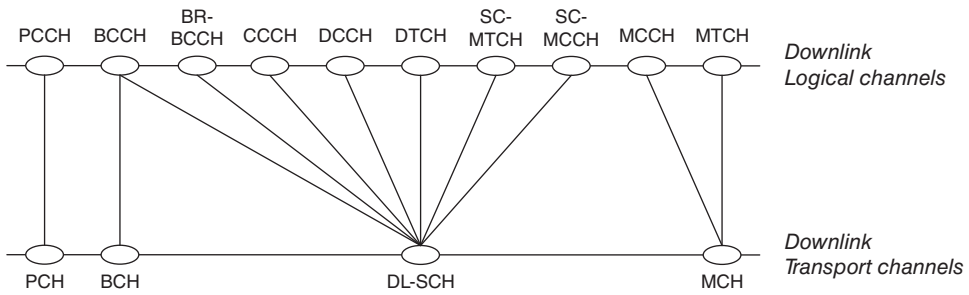 PCCH BCCH BR-BCCH CCCH DCCH DTCH SC-MTCH SC-MCCH MCCH MTCH
Downlink
Logical channels
Downlink
Transport channels
PCH BCH DL-SCH MCH